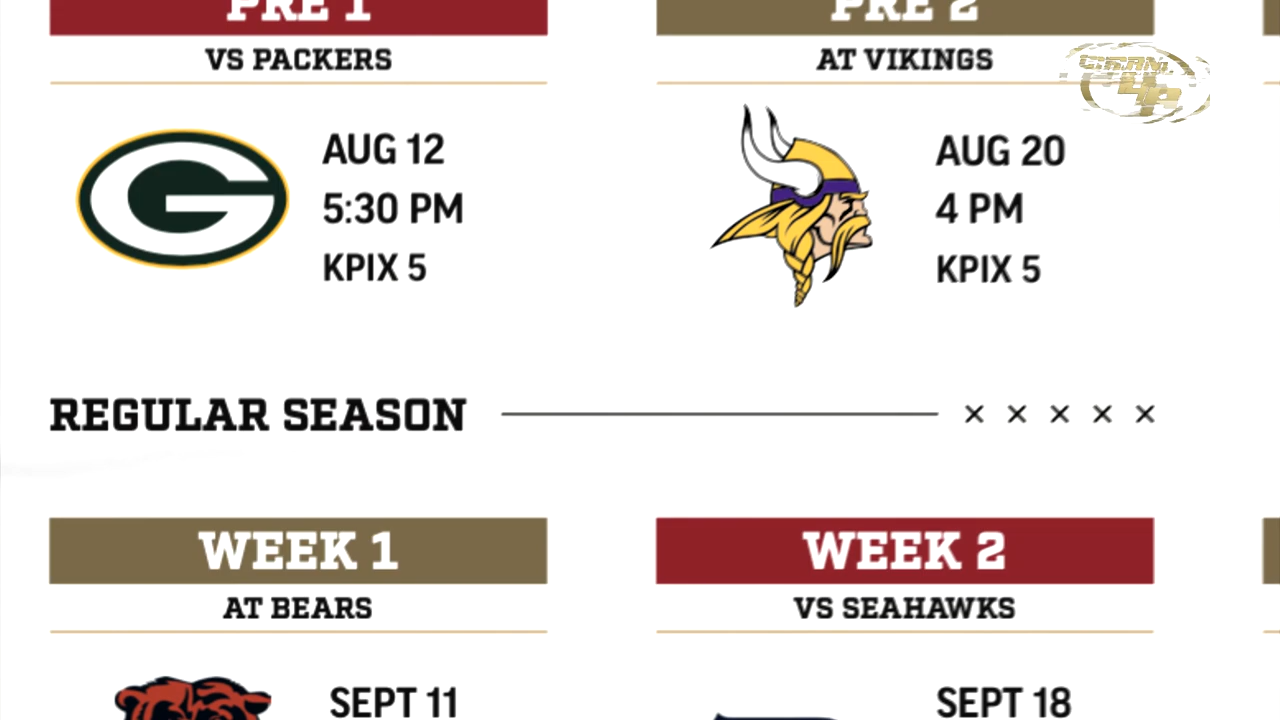 PRE 1
VS PACKERS
G
AUG 12
5:30 PM
KPIX 5
PRE 2
AT VIKINGS
AUG 20
4 PM
KPIX 5
REGULAR SEASON
WEEK 1
AT BEARS
SEPT 11
WEEK 2
VS SEAHAWKS
SEPT 18